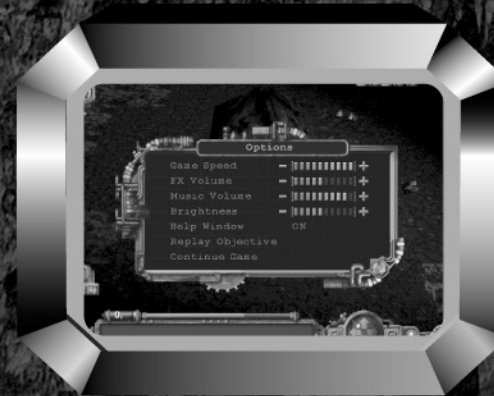 Options
Game Speed
FX Volume
Music Volume
Brightness
Help Window ON
Replay Objective
Continue Game